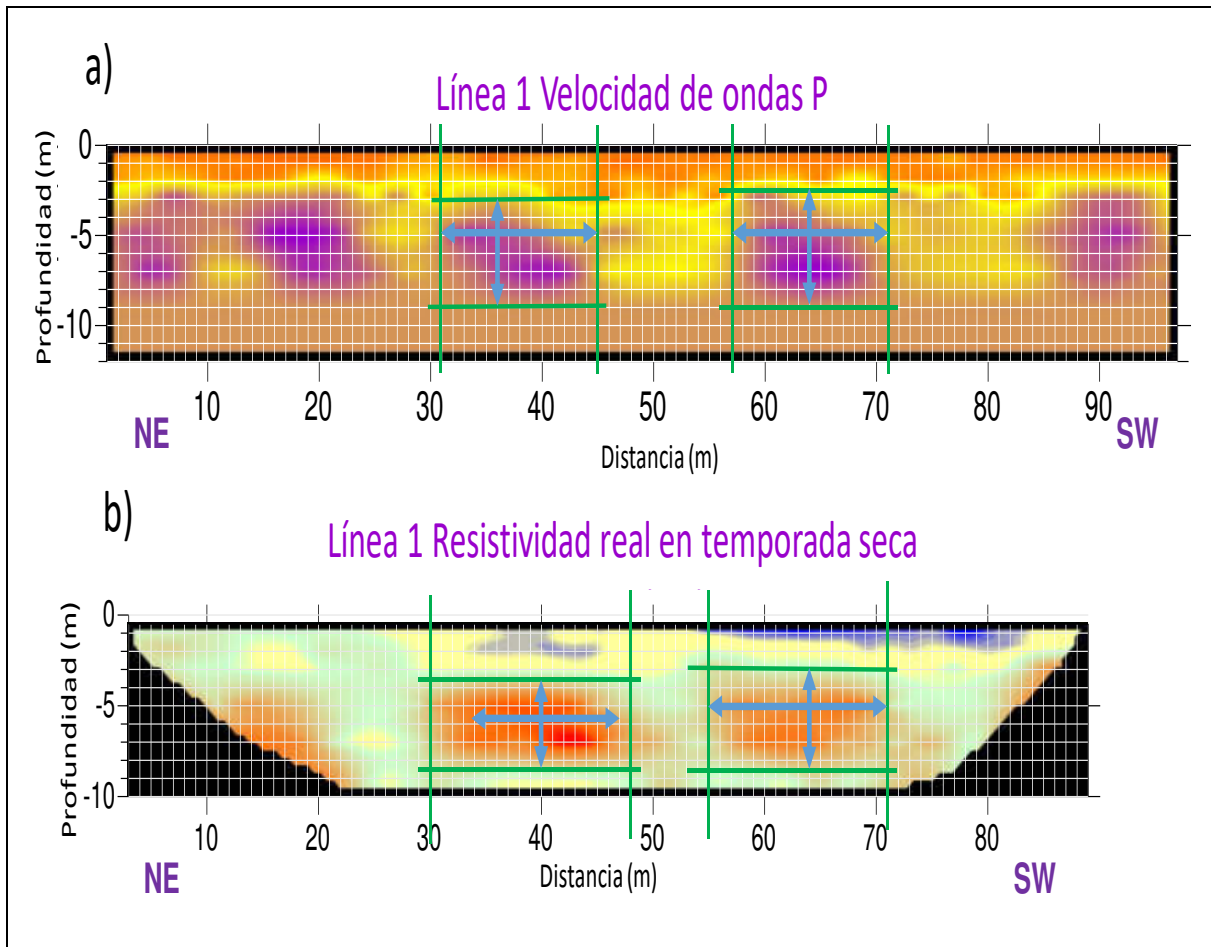 a)
Línea 1 Velocidad de ondas P
Profundidad (m)
0
-5
-10
10 20 30 40 50 60 70 80 90
NE
SW
Distancia (m)
b)
Línea 1 Resistividad real en temporada seca
Profundidad (m)
0
-5
-10
10 20 30 40 50 60 70 80
NE
SW
Distancia (m)